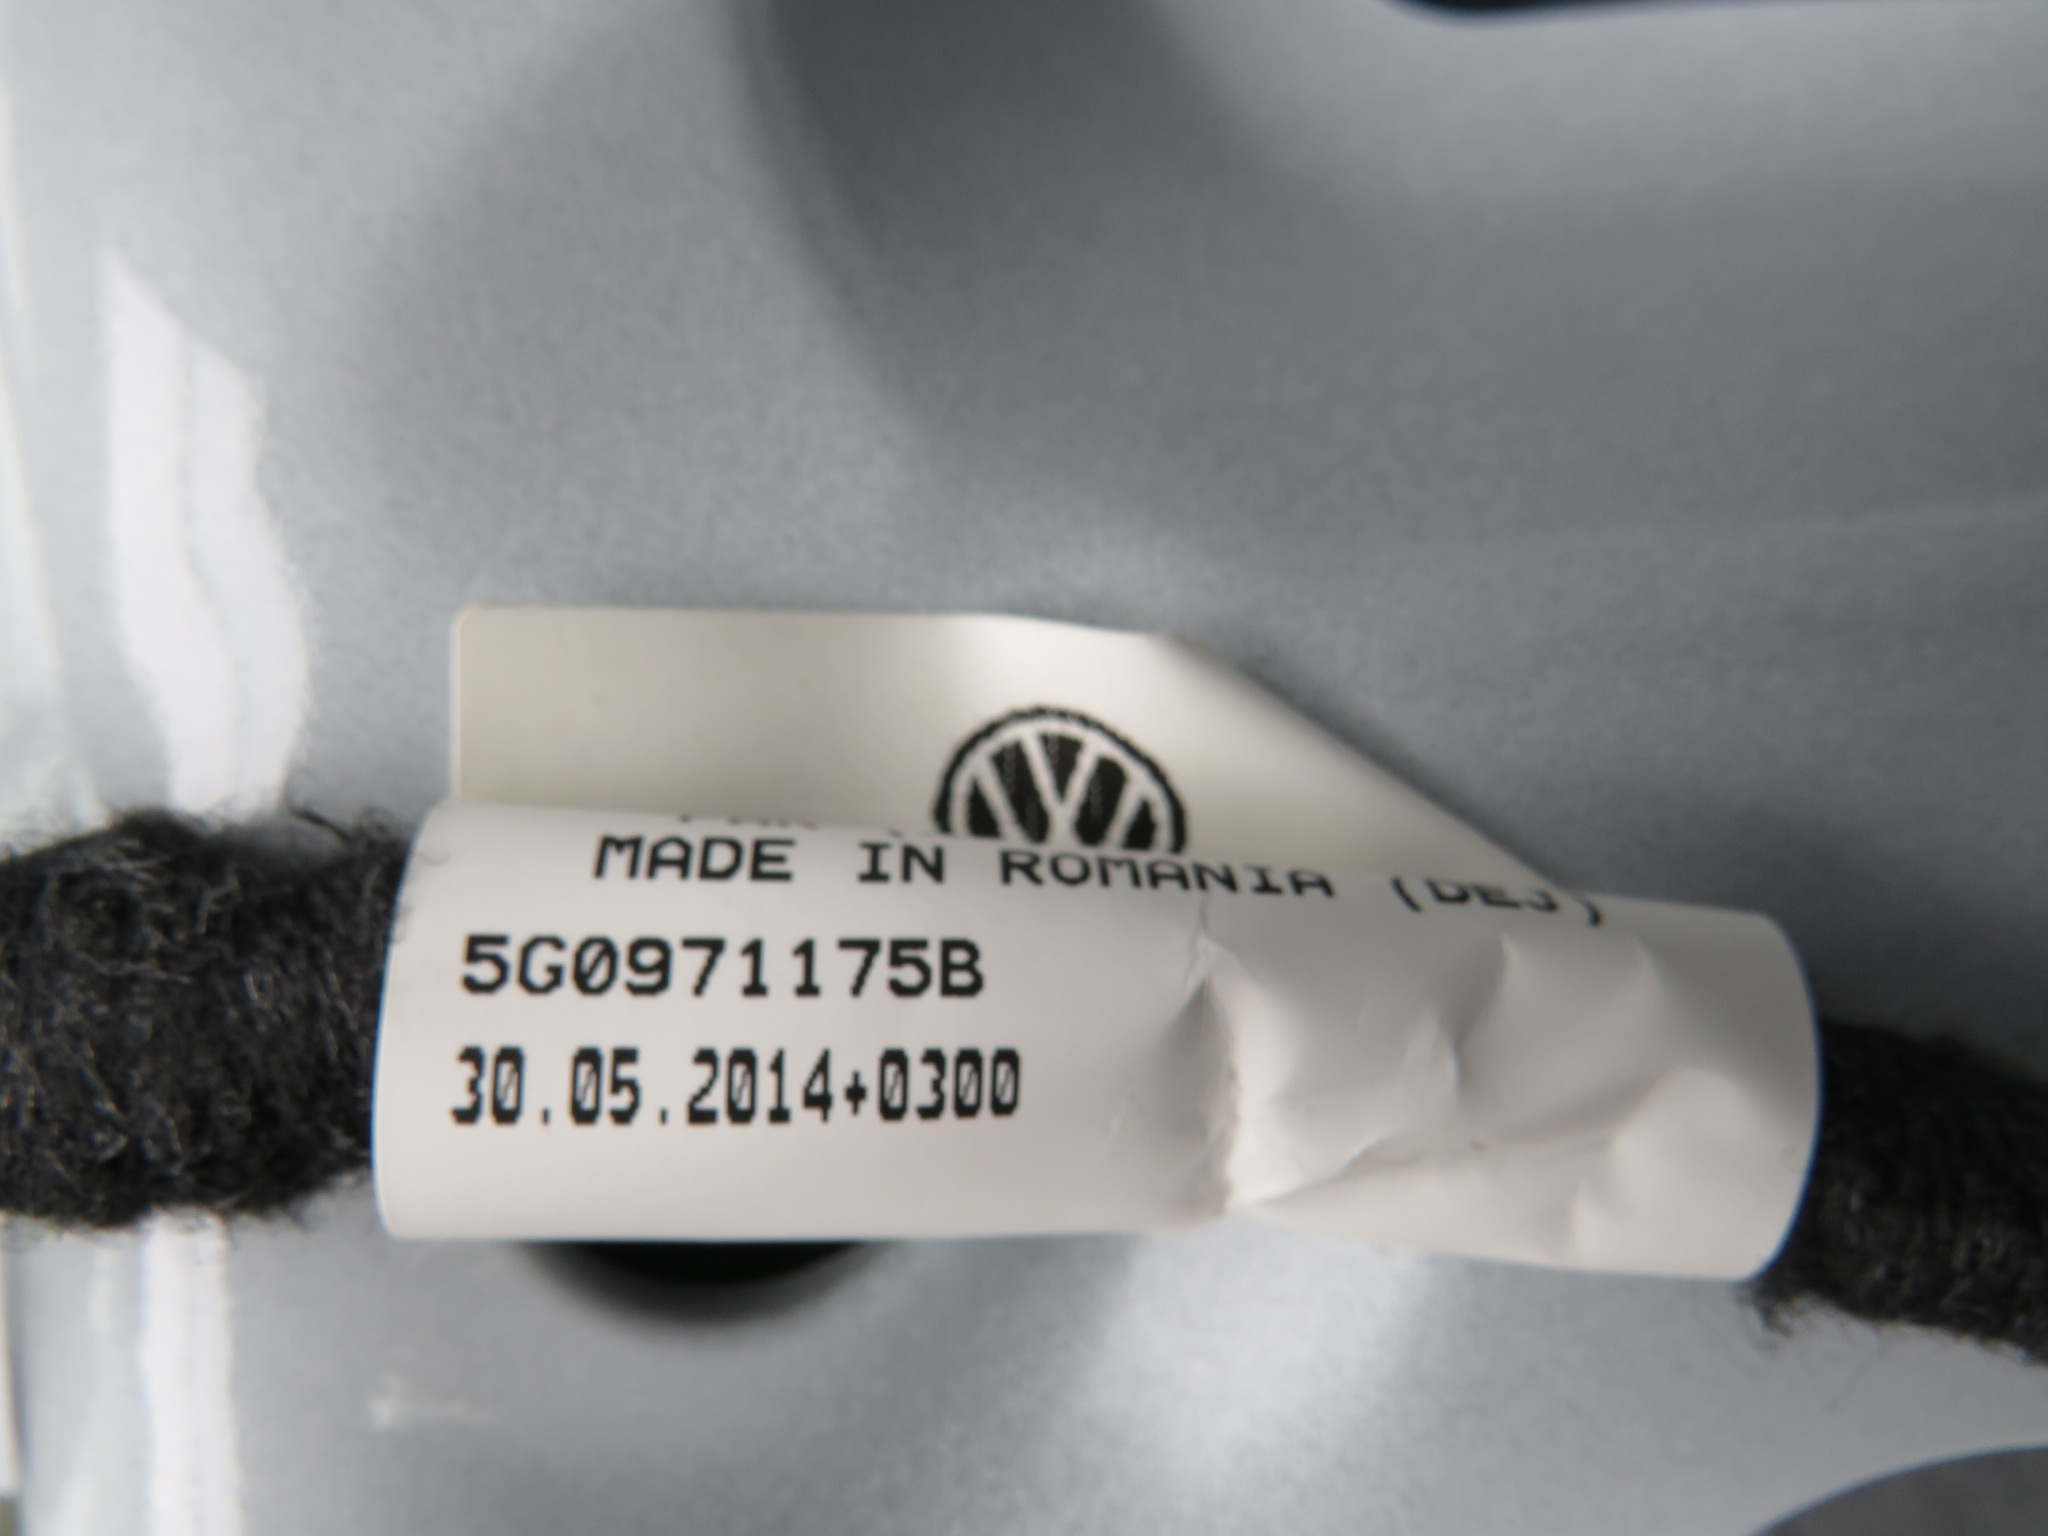 MADE IN ROMANIA (DEJ)
5G0971175B
30.05.2014+0300